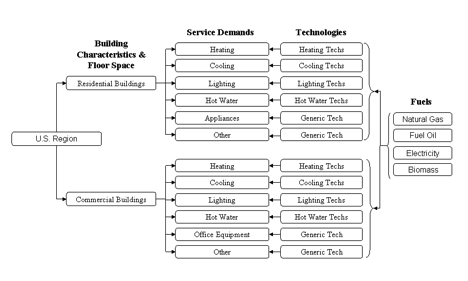 Building
Characteristics &
Floor Space
Service Demands
Technologies
Fuels
U.S. Region
Residential Buildings
Heating
Heating Techs
Cooling
Cooling Techs
Lighting
Lighting Techs
Hot Water
Hot Water Techs
Appliances
Generic Tech
Other
Generic Tech
Commercial Buildings
Heating
Heating Techs
Cooling
Cooling Techs
Lighting
Lighting Techs
Hot Water
Hot Water Techs
Office Equipment
Generic Tech
Other
Generic Tech
Natural Gas
Fuel Oil
Electricity
Biomass